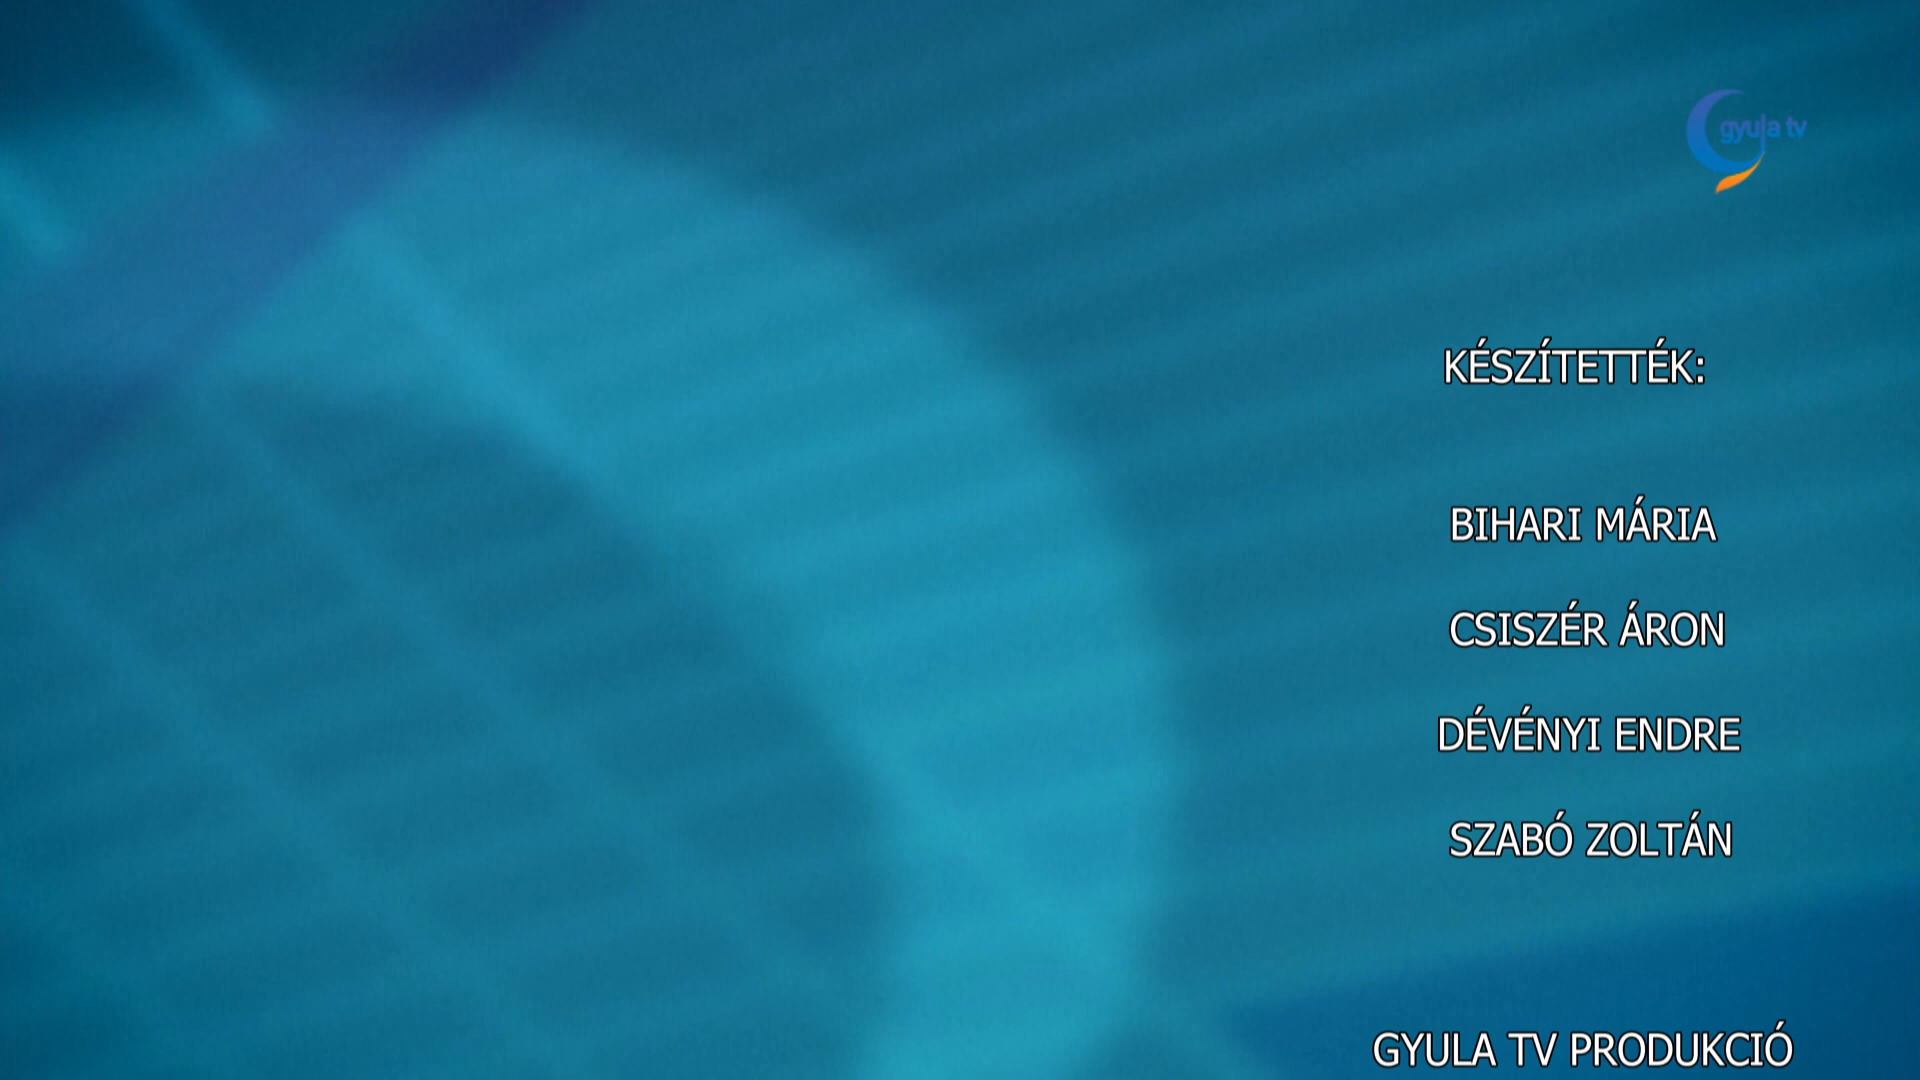 gyula tv
KÉSZÍTETTÉK:
BIHARI MÁRIA
CSISZÉR ÁRON
DÉVÉNYI ENDRE
SZABÓ ZOLTÁN
GYULA TV PRODUKCIÓ